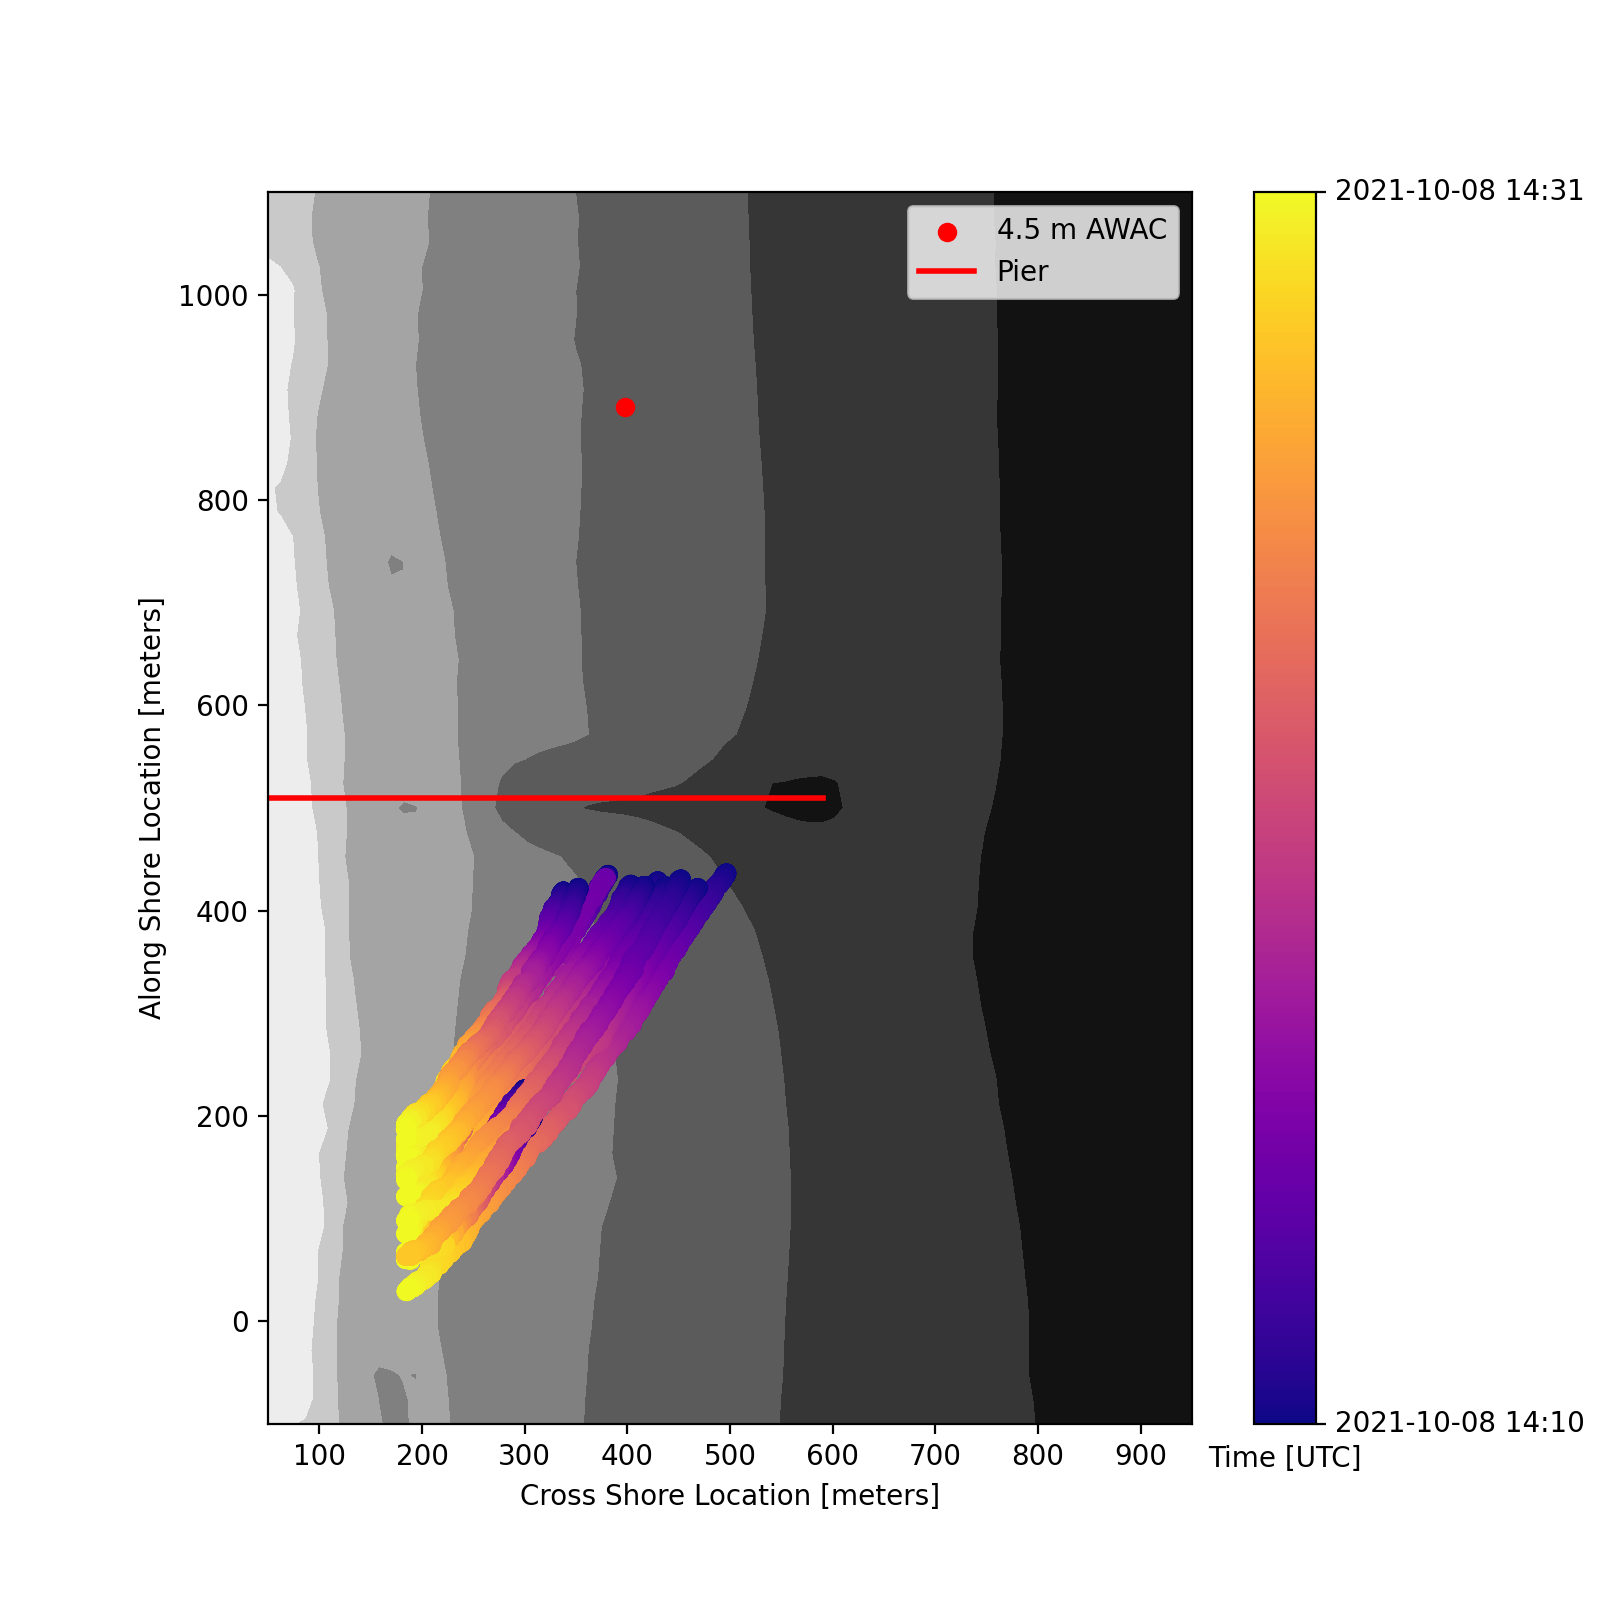 2021-10-08 14:31
4.5 m AWAC
Pier
1000
800
600
400
200
0
Along Shore Location [meters]
2021-10-08 14:10
100 200 300 400 500 600 700 800 900
Time [UTC]
Cross Shore Location [meters]